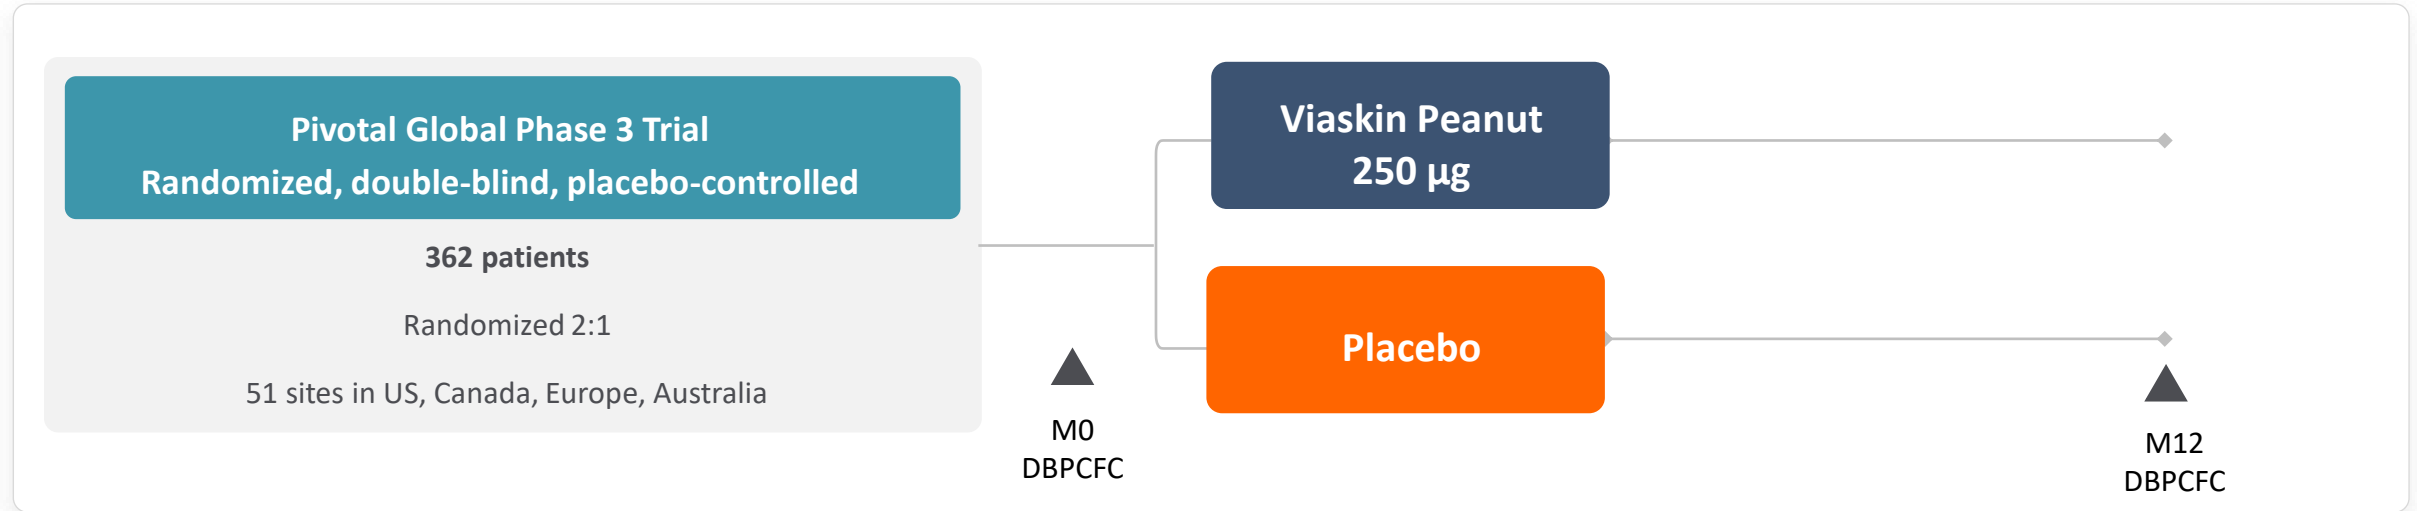 Pivotal Global Phase 3 Trial
Randomized, double-blind, placebo-controlled
362 patients
Randomized 2:1
51 sites in US, Canada, Europe, Australia
M0
DBPCFC
Viaskin Peanut
250 µg
Placebo
M12
DBPCFC